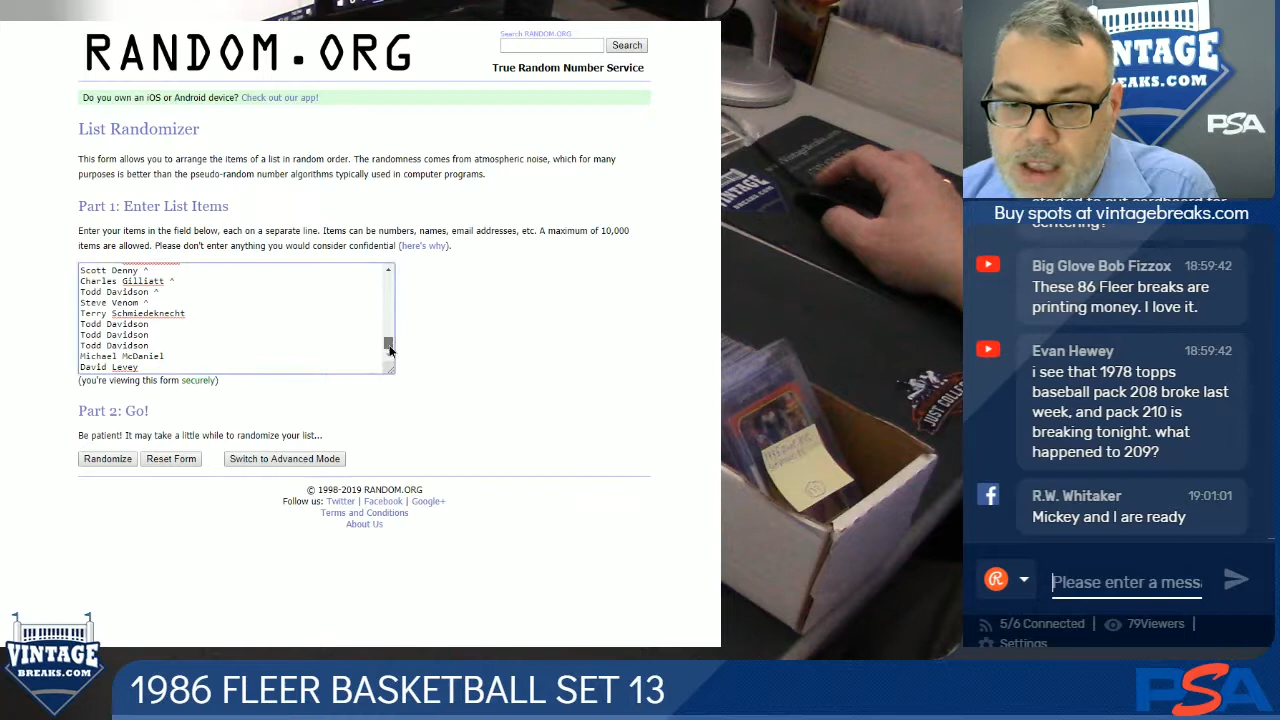 RANDOM.ORG
Search RANDOM.ORG
Search
True Random Number Service
Do you own an iOS or Android device? Check out our app!
List Randomizer
This form allows you to arrange the items of a list in random order. The randomness comes from atmospheric noise, which for many
purposes is better than the pseudo-random number algorithms typically used in computer programs.
Part 1: Enter List Items
Enter your items in the field below, each on a separate line. Items can be numbers, names, email addresses, etc. A maximum of 10,000
items are allowed. Please don't enter anything you would consider confidential (here's why).
Scott Denny ^
Charles Gilliatt ^
Todd Davidson ^
Steve Venom ^
Terry Schmiedeknecht
Todd Davidson
Todd Davidson
Todd Davidson
Michael McDaniel
David Levey
(you're viewing this form securely)
Part 2: Go!
Be patient! It may take a little while to randomize your list...
Randomize
Reset Form
Switch to Advanced Mode
© 1998-2019 RANDOM.ORG
Follow us: Twitter | Facebook | Google+
Terms and Conditions
About Us
VINTAGE
BREAKS
JUST COLLECT
VINTAGE
BREAKS.COM
PSA
started to cut cardboard for
centering?
Buy spots at vintagebreaks.com
Big Glove Bob Fizzox 18:59:42
These 86 Fleer breaks are
printing money. I love it.
Evan Hewey 18:59:42
i see that 1978 topps
baseball pack 208 broke last
week, and pack 210 is
breaking tonight. what
happened to 209?
R.W. Whitaker 19:01:01
Mickey and I are ready
Please enter a messa
5/6 Connected | 79Viewers |
Settings
VINTAGE
BREAKS.COM
1986 FLEER BASKETBALL SET 13
PSA